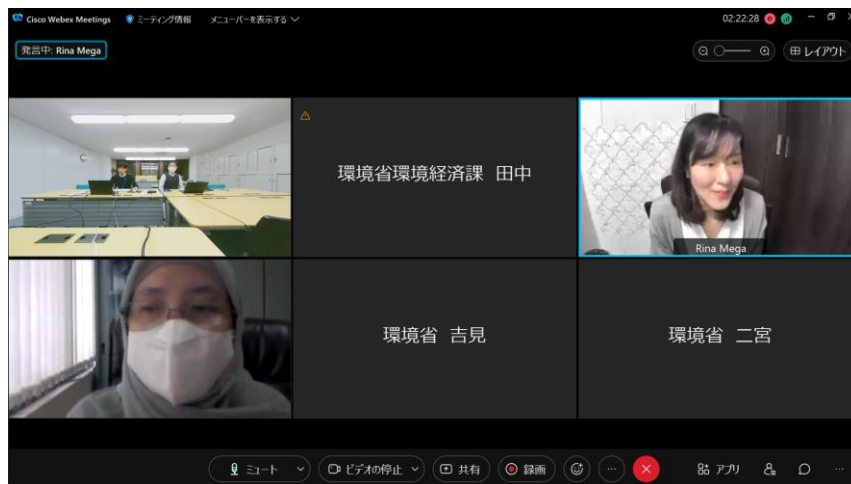 Cisco Webex Meetings ミーティング情報 メニューバーを表示する 02:22:28
発言中: Rina Mega レイアウト
環境省環境経済課 田中
Rina Mega
環境省 吉見
環境省 二宮
ミュート ビデオの停止 共有 録画 アプリ